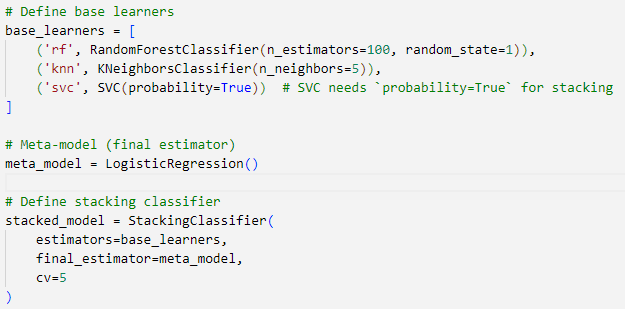 # Define base learners
base_learners = [
    ('rf', RandomForestClassifier(n_estimators=100, random_state=1)),
    ('knn', KNeighborsClassifier(n_neighbors=5)),
    ('svc', SVC(probability=True))  # SVC needs `probability=True` for stacking
]
# Meta-model (final estimator)
meta_model = LogisticRegression()
# Define stacking classifier
stacked_model = StackingClassifier(
    estimators=base_learners,
    final_estimator=meta_model,
    cv=5
)